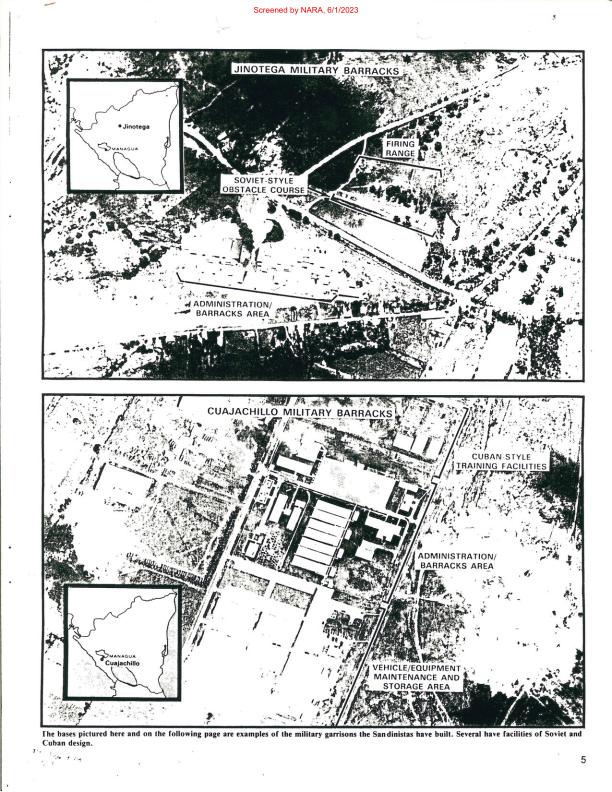 Screened by NARA, 6/1/2023
JINOTEGA MILITARY BARRACKS
Jinotega
MANAGUA
FIRING
RANGE
SOVIET-STYLE
OBSTACLE COURSE
ADMINISTRATION/
BARRACKS AREA
CUAJACHILLO MILITARY BARRACKS
CUBAN-STYLE
TRAINING FACILITIES
ADMINISTRATION/
BARRACKS AREA
MANAGUA
Cuajachillo
VEHICLE/EQUIPMENT
MAINTENANCE AND
STORAGE AREA
The bases pictured here and on the following page are examples of the military garrisons the Sandinistas have built. Several have facilities of Soviet and
Cuban design.
5